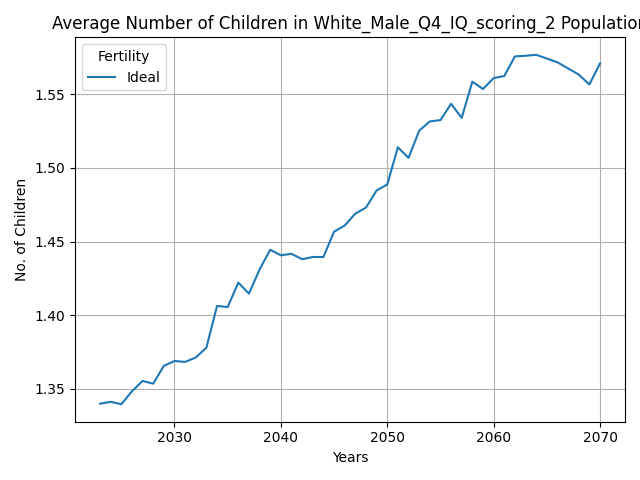 Average Number of Children in White_Male_Q4_IQ_scoring_2 Population
Fertility
Ideal
No. of Children
1.55
1.50
1.45
1.40
1.35
2030 2040 2050 2060 2070
Years